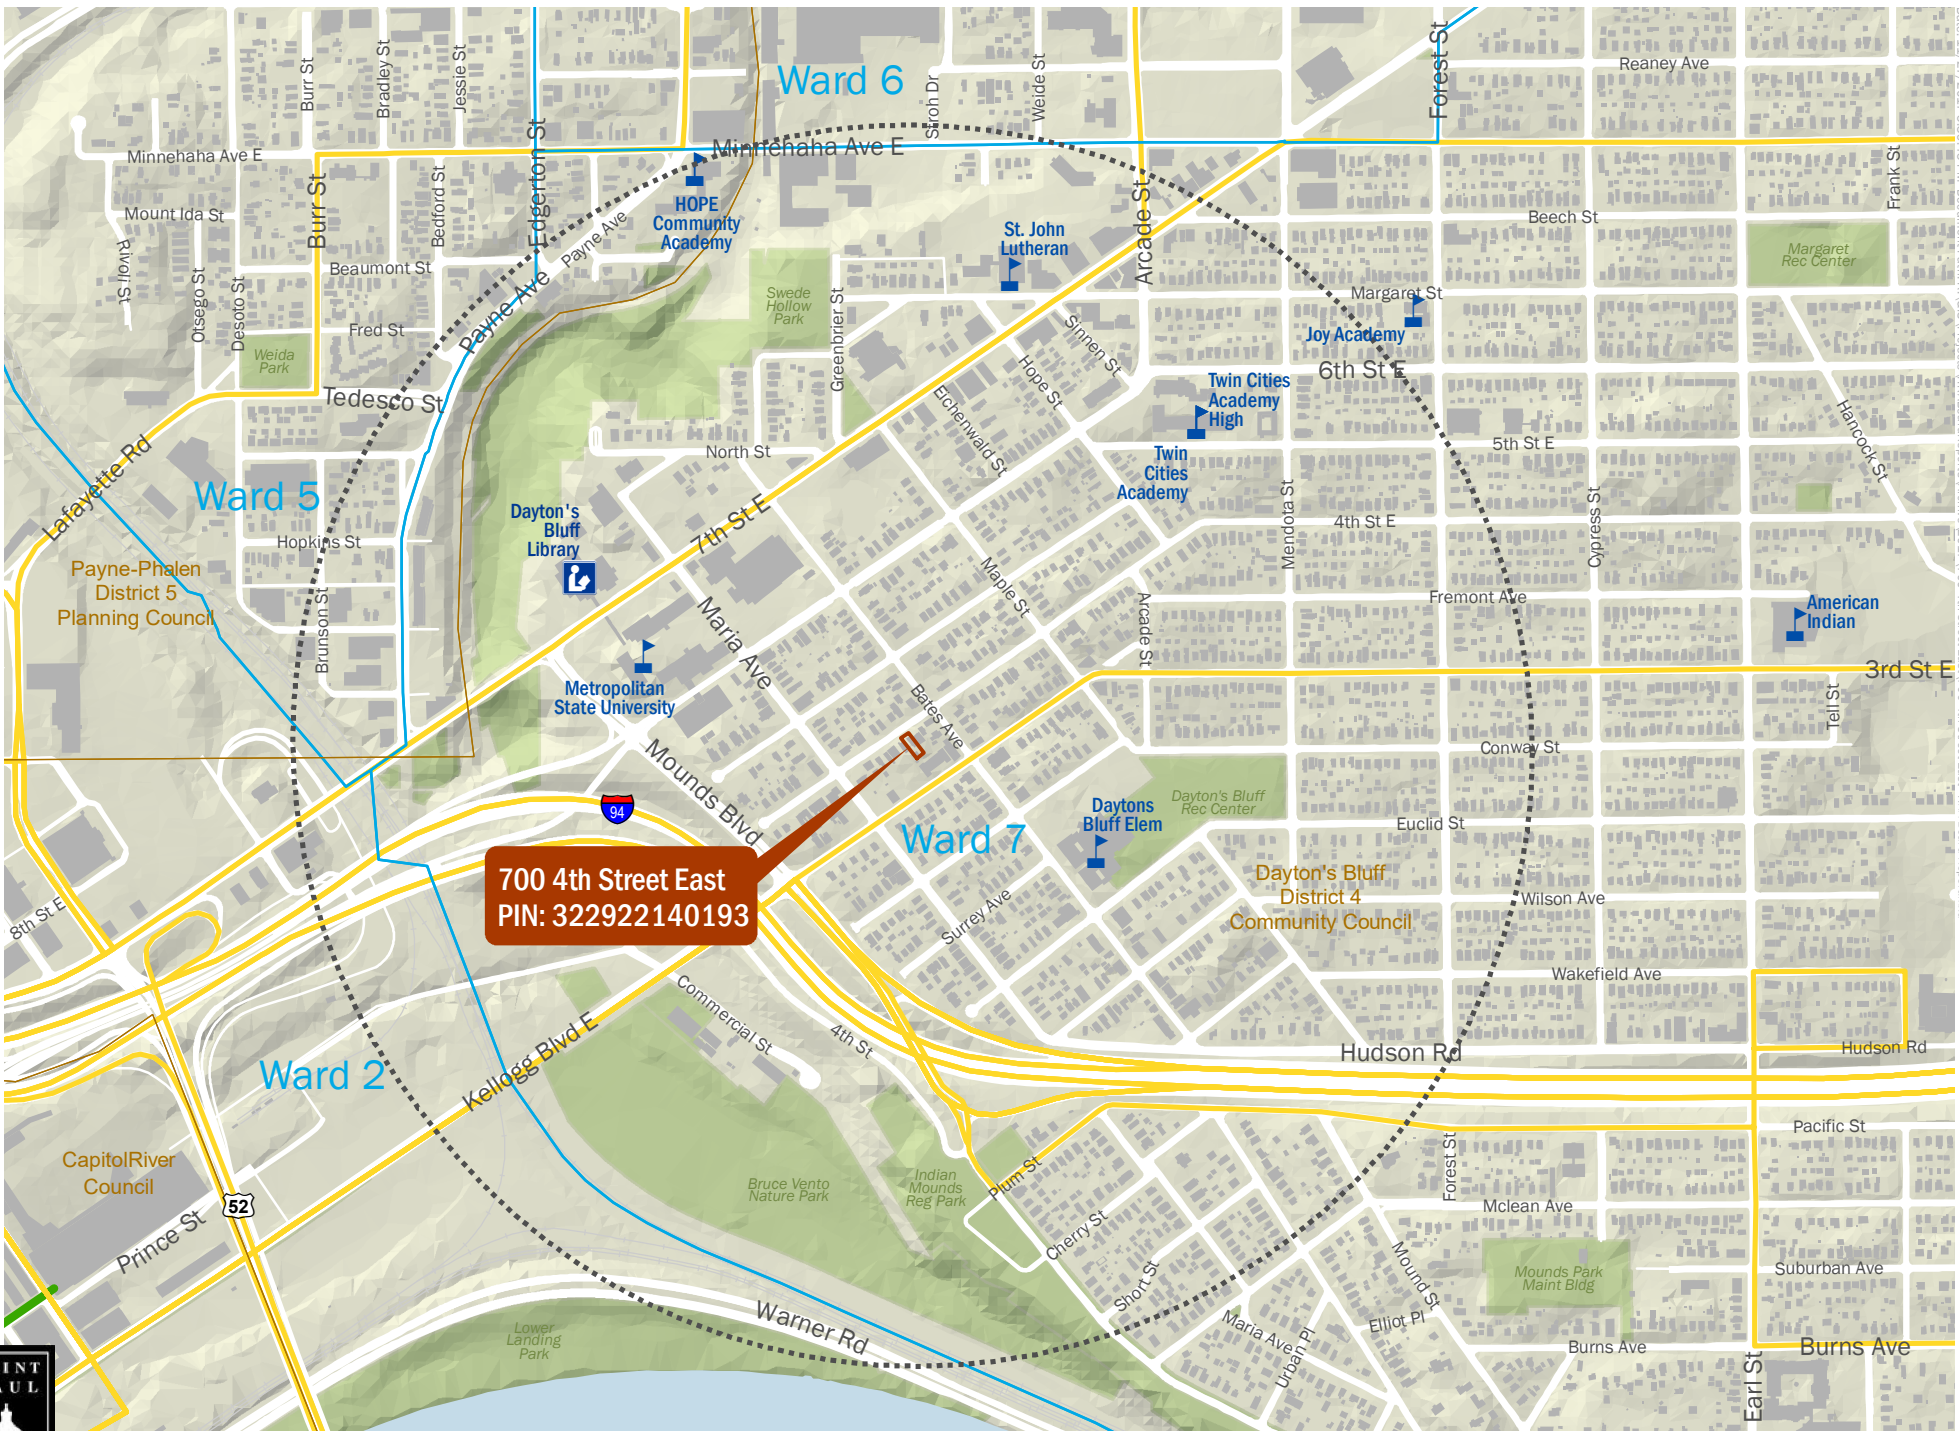 Ward 6
Reaney Ave
Burr St
Bradley St
Jessie St
Stroh Dr
Weide St
Forest St
Edgerton St
Minnehaha Ave E
Minnehaha Ave E
Burr St
Bedford St
HOPE
Community
Academy
Arcade St
Frank St
Mount Ida St
Rivoli St
Payne Ave
St. John
Lutheran
Beech St
Margaret
Rec Center
Otsego St
Desoto St
Beaumont St
Payne Ave
Swede
Hollow
Park
Greenbrier St
Margaret St
Joy Academy
Fred St
Weida
Park
Sinnen St
Hope St
6th St E
Tedesco St
Twin Cities
Academy
High
Eichenwald St
Hancock St
Lafayette Rd
North St
5th St E
Twin
Cities
Academy
Ward 5
Dayton's
Bluff
Library
7th St E
Mendota St
4th St E
Cypress St
Hopkins St
Payne-Phalen
District 5
Planning Council
Brunson St
Maple St
Arcade St
Fremont Ave
American
Indian
Maria Ave
Metropolitan
State University
Bates Ave
3rd St E
Tell St
Mounds Blvd
Conway St
94
Daytons
Bluff Elem
Dayton's Bluff
Rec Center
Euclid St
Ward 7
700 4th Street East
PIN: 322922140193
Dayton's Bluff
District 4
Community Council
Wilson Ave
8th St E
Surrey Ave
Wakefield Ave
Commercial St
4th St
Kellogg Blvd E
Hudson Rd
Hudson Rd
Ward 2
Pacific St
CapitolRiver
Council
52
Prince St
Bruce Vento
Nature Park
Indian
Mounds
Reg Park
Plum St
Forest St
Mclean Ave
Cherry St
Short St
Mound St
Mounds Park
Maint Bldg
Suburban Ave
Lower
Landing
Park
Warner Rd
Maria Ave
Urban Pl
Elliot Pl
Burns Ave
Burns Ave
Earl St
INT
AUL